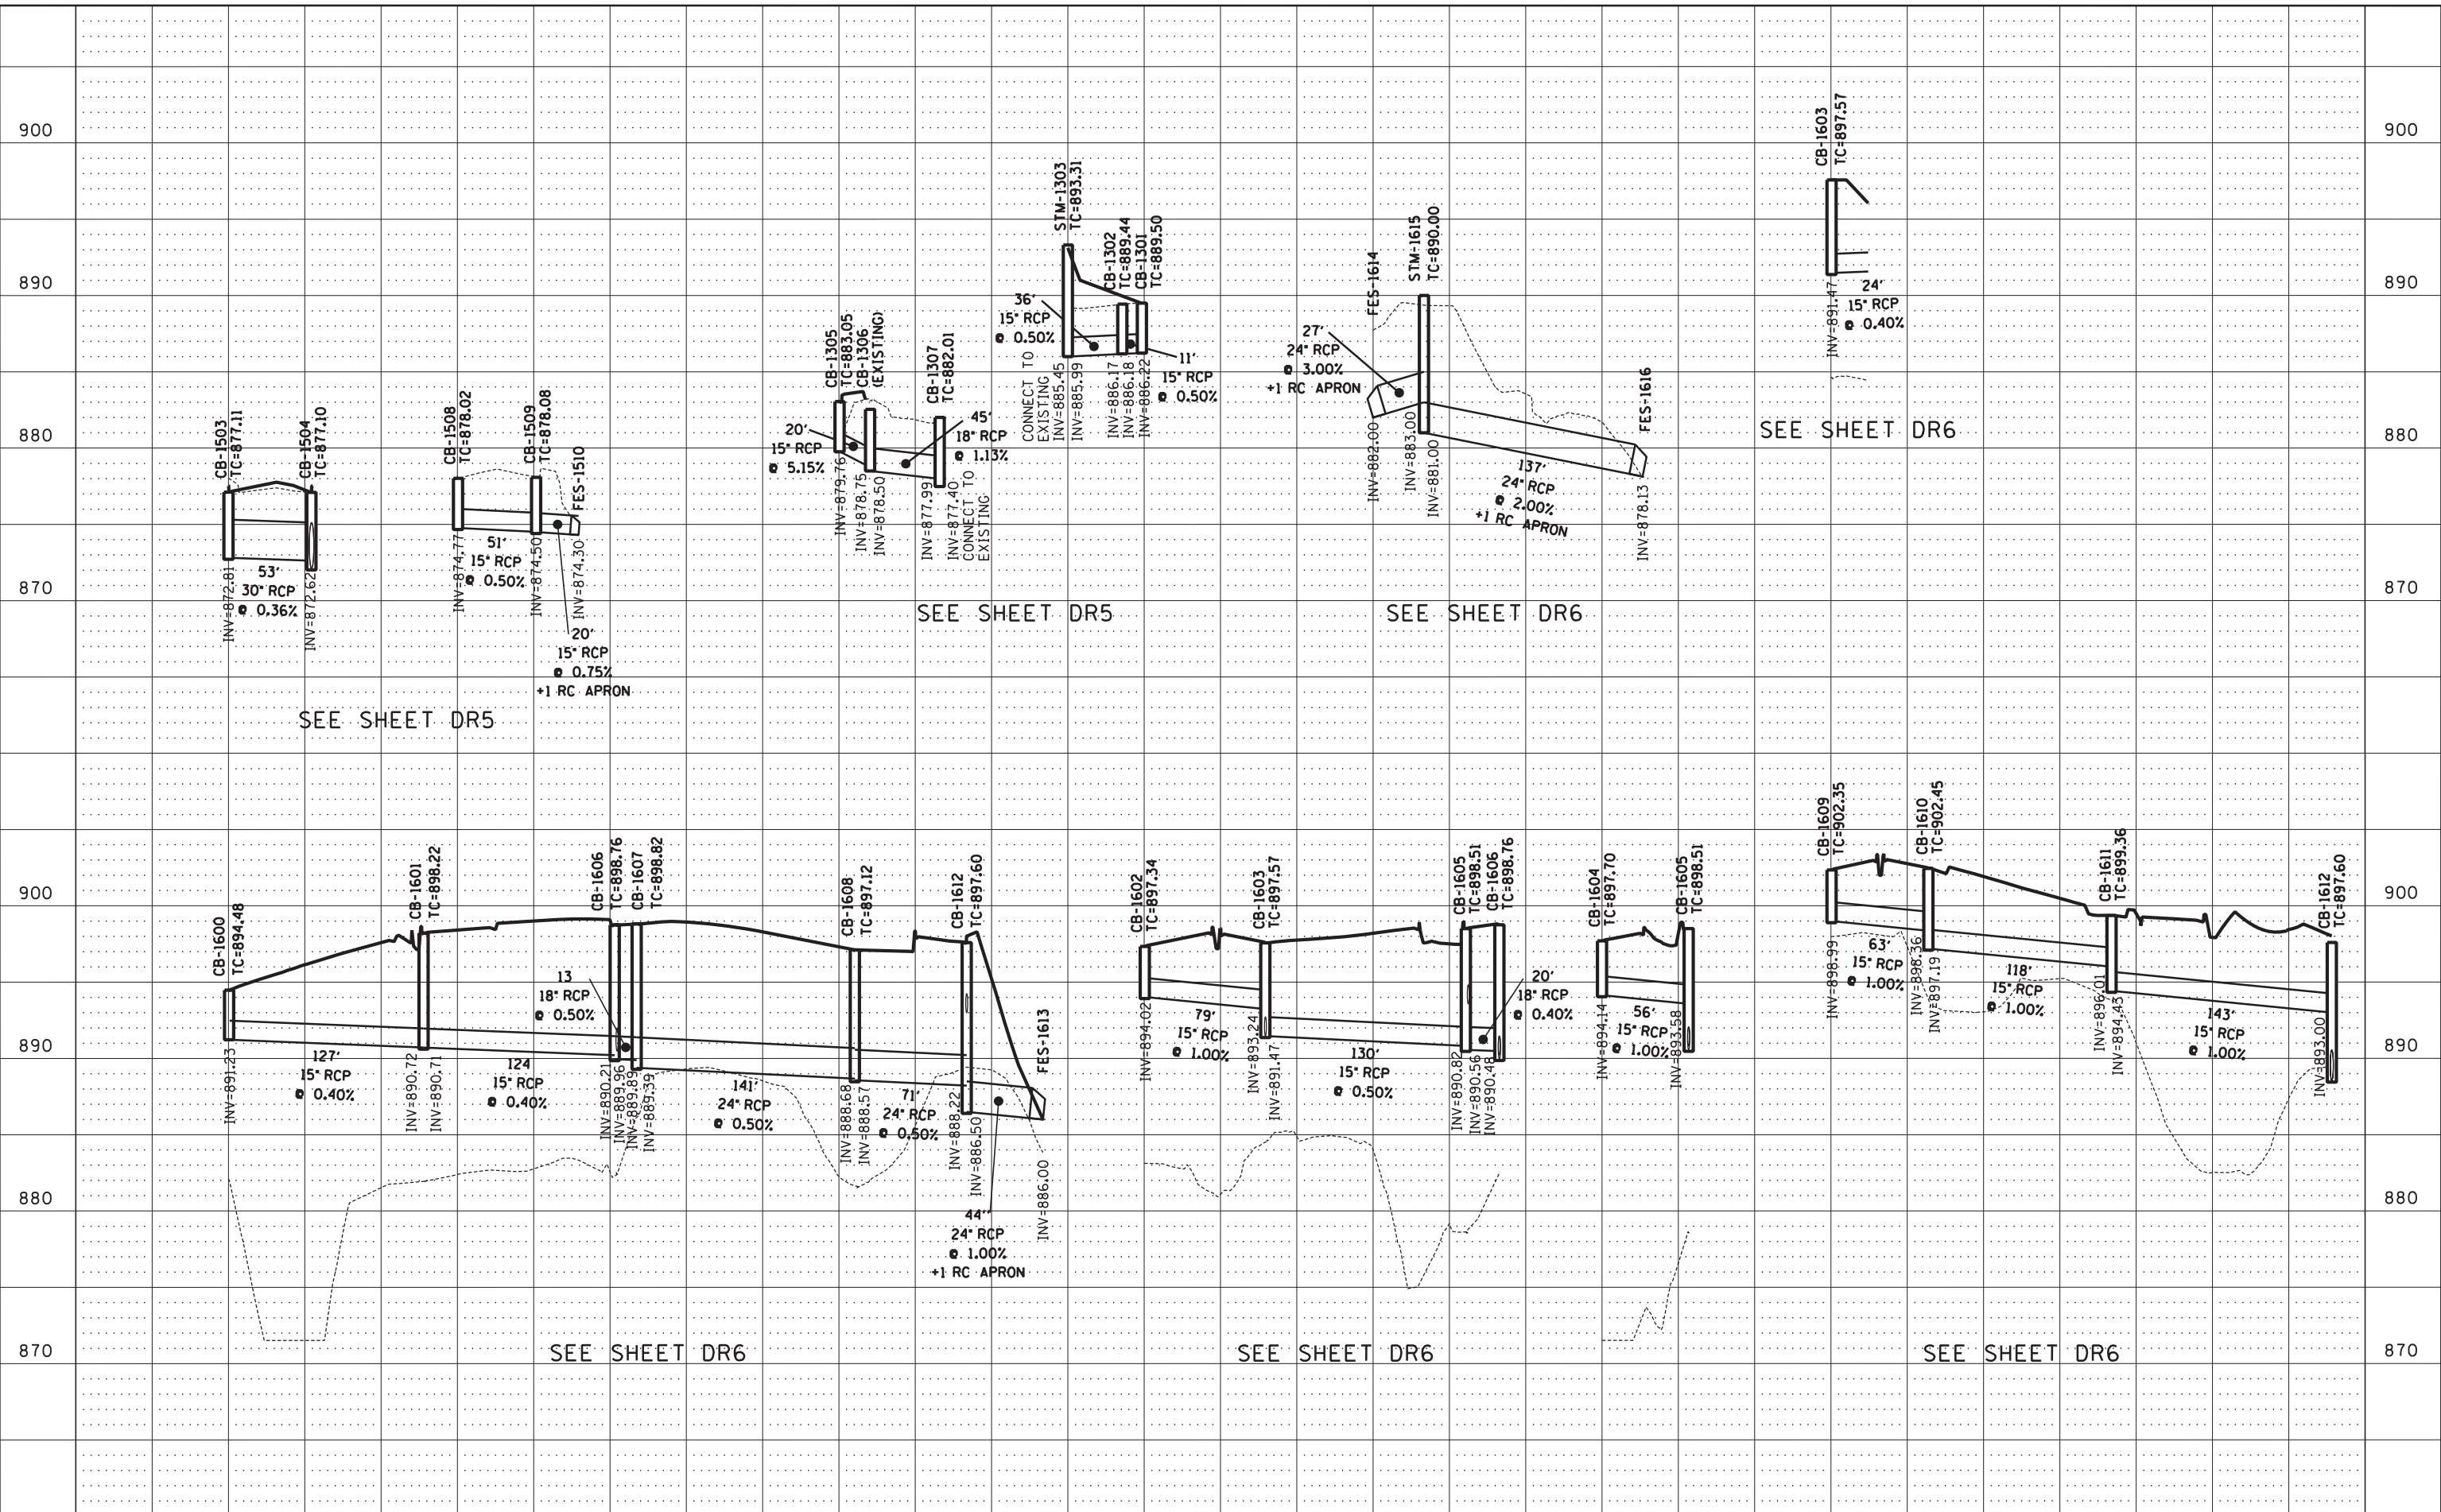 900
900
890
890
880
880
870
870
CB-1503
TC=877.11
CB-1504
TC=877.10
INV=872.81
53'
30" RCP
@ 0.36%
INV=872.62
CB-1508
TC=878.02
CB-1509
TC=878.08
FES-1510
INV=874.77
51'
15" RCP
@ 0.50%
INV=874.50
INV=874.30
20'
15" RCP
@ 0.75%
+1 RC APRON
SEE SHEET DR5
CB-1305
TC=883.05
CB-1306
(EXISTING)
CB-1307
TC=882.01
20'
15" RCP
@ 5.15%
45'
18" RCP
@ 1.13%
INV=879.76
INV=878.75
INV=878.50
INV=877.99
INV=877.40
CONNECT TO
EXISTING
STM-1303
TC=893.31
CB-1302
TC=889.44
CB-1301
TC=889.50
36'
15" RCP
@ 0.50%
CONNECT TO
EXISTING
INV=885.45
INV=885.99
INV=886.17
INV=886.18
INV=886.22
11'
15" RCP
@ 0.50%
SEE SHEET DR5
FES-1614
STM-1615
TC=890.00
FES-1616
27'
24" RCP
@ 3.00%
+1 RC APRON
INV=882.00
INV=883.00
INV=881.00
137'
24" RCP
@ 2.00%
+1 RC APRON
INV=878.13
SEE SHEET DR6
CB-1603
TC=897.57
INV=891.47
24'
15" RCP
@ 0.40%
SEE SHEET DR6
900
900
890
890
880
880
870
870
CB-1600
TC=894.48
CB-1601
TC=898.22
CB-1606
TC=898.76
CB-1607
TC=898.82
CB-1608
TC=897.12
CB-1612
TC=897.60
FES-1613
INV=891.23
127'
15" RCP
@ 0.40%
INV=890.72
INV=890.71
124
15" RCP
@ 0.40%
13
18" RCP
@ 0.50%
INV=890.21
INV=889.96
INV=889.89
INV=889.39
141'
24" RCP
@ 0.50%
INV=888.68
INV=888.57
71'
24" RCP
@ 0.50%
INV=888.22
INV=886.50
44'
24" RCP
@ 1.00%
+1 RC APRON
INV=886.00
SEE SHEET DR6
CB-1602
TC=897.34
CB-1603
TC=897.57
CB-1605
TC=898.51
CB-1606
TC=898.76
INV=894.02
79'
15" RCP
@ 1.00%
INV=893.24
INV=891.47
130'
15" RCP
@ 0.50%
INV=890.82
INV=890.56
INV=890.48
20'
18" RCP
@ 0.40%
SEE SHEET DR6
CB-1604
TC=897.70
CB-1605
TC=898.51
INV=894.14
56'
15" RCP
@ 1.00%
INV=893.58
CB-1609
TC=902.35
CB-1610
TC=902.45
CB-1611
TC=899.36
CB-1612
TC=897.60
INV=898.99
63'
15" RCP
@ 1.00%
INV=898.36
INV=897.19
118'
15" RCP
@ 1.00%
INV=896.01
INV=894.43
143'
15" RCP
@ 1.00%
INV=893.00
SEE SHEET DR6